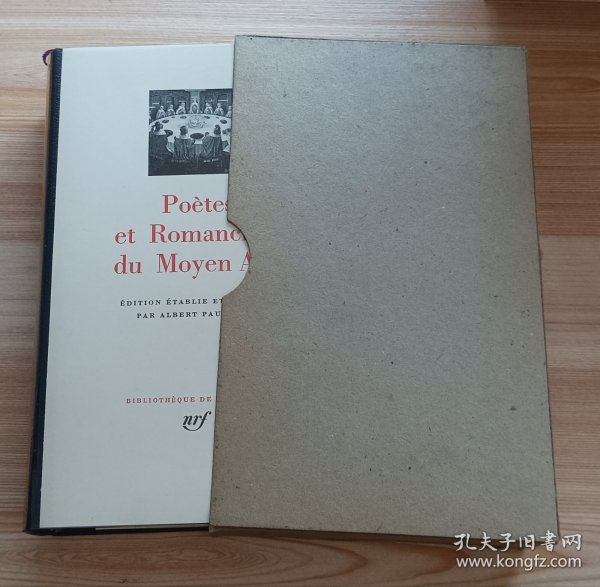 Poètes
et Romanc
du Moyen A
ÉDITION ÉTABLIE ET
PAR ALBERT PAU
BIBLIOTHÈQUE DE
nrf
孔夫子旧书网
www.kongfz.com